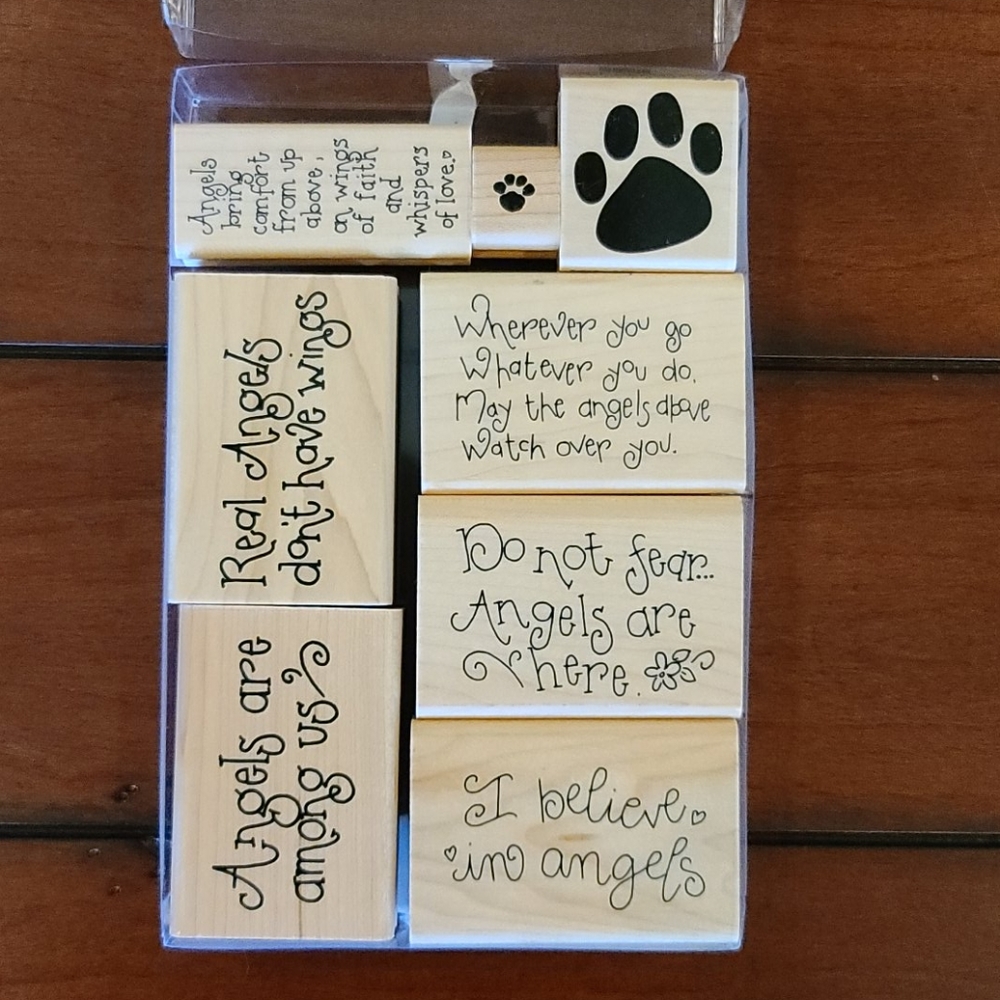 Angels
bring
comfort
from up
above,
on wings
of faith
and
whispers
of love.
Real Angels
don't have wings
Wherever you go
Whatever you do,
May the angels above
Watch over you.
Do not fear...
Angels are
here.
Angels are
among us
I believe
in angels